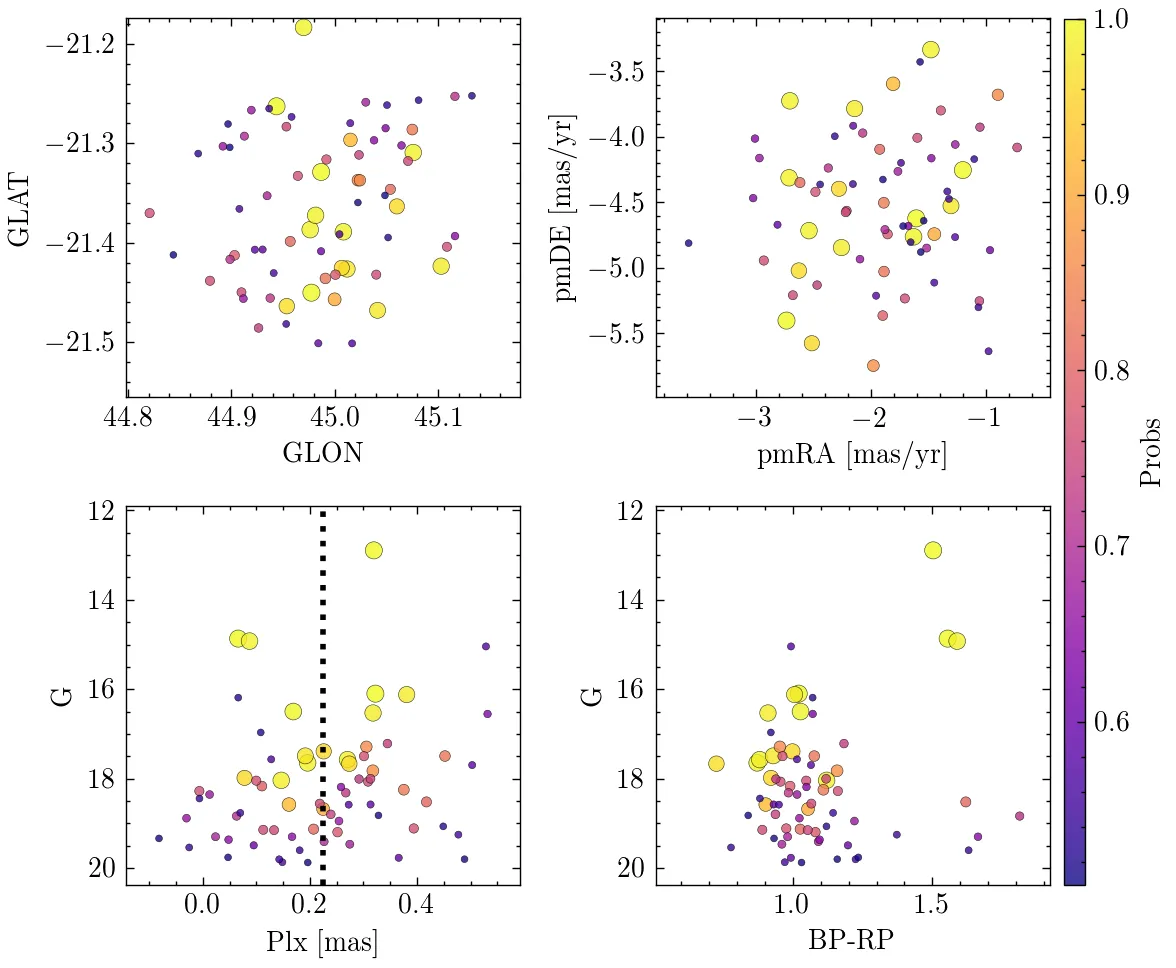 −21.2
−21.3
−21.4
−21.5
44.8 44.9 45.0 45.1
GLON
GLAT
−3.5
−4.0
−4.5
−5.0
−5.5
−3 −2 −1
pmRA [mas/yr]
pmDE [mas/yr]
12
14
16
18
20
0.0 0.2 0.4
Plx [mas]
G
12
14
16
18
20
1.0 1.5
BP-RP
G
1.0
0.9
0.8
0.7
0.6
Probs